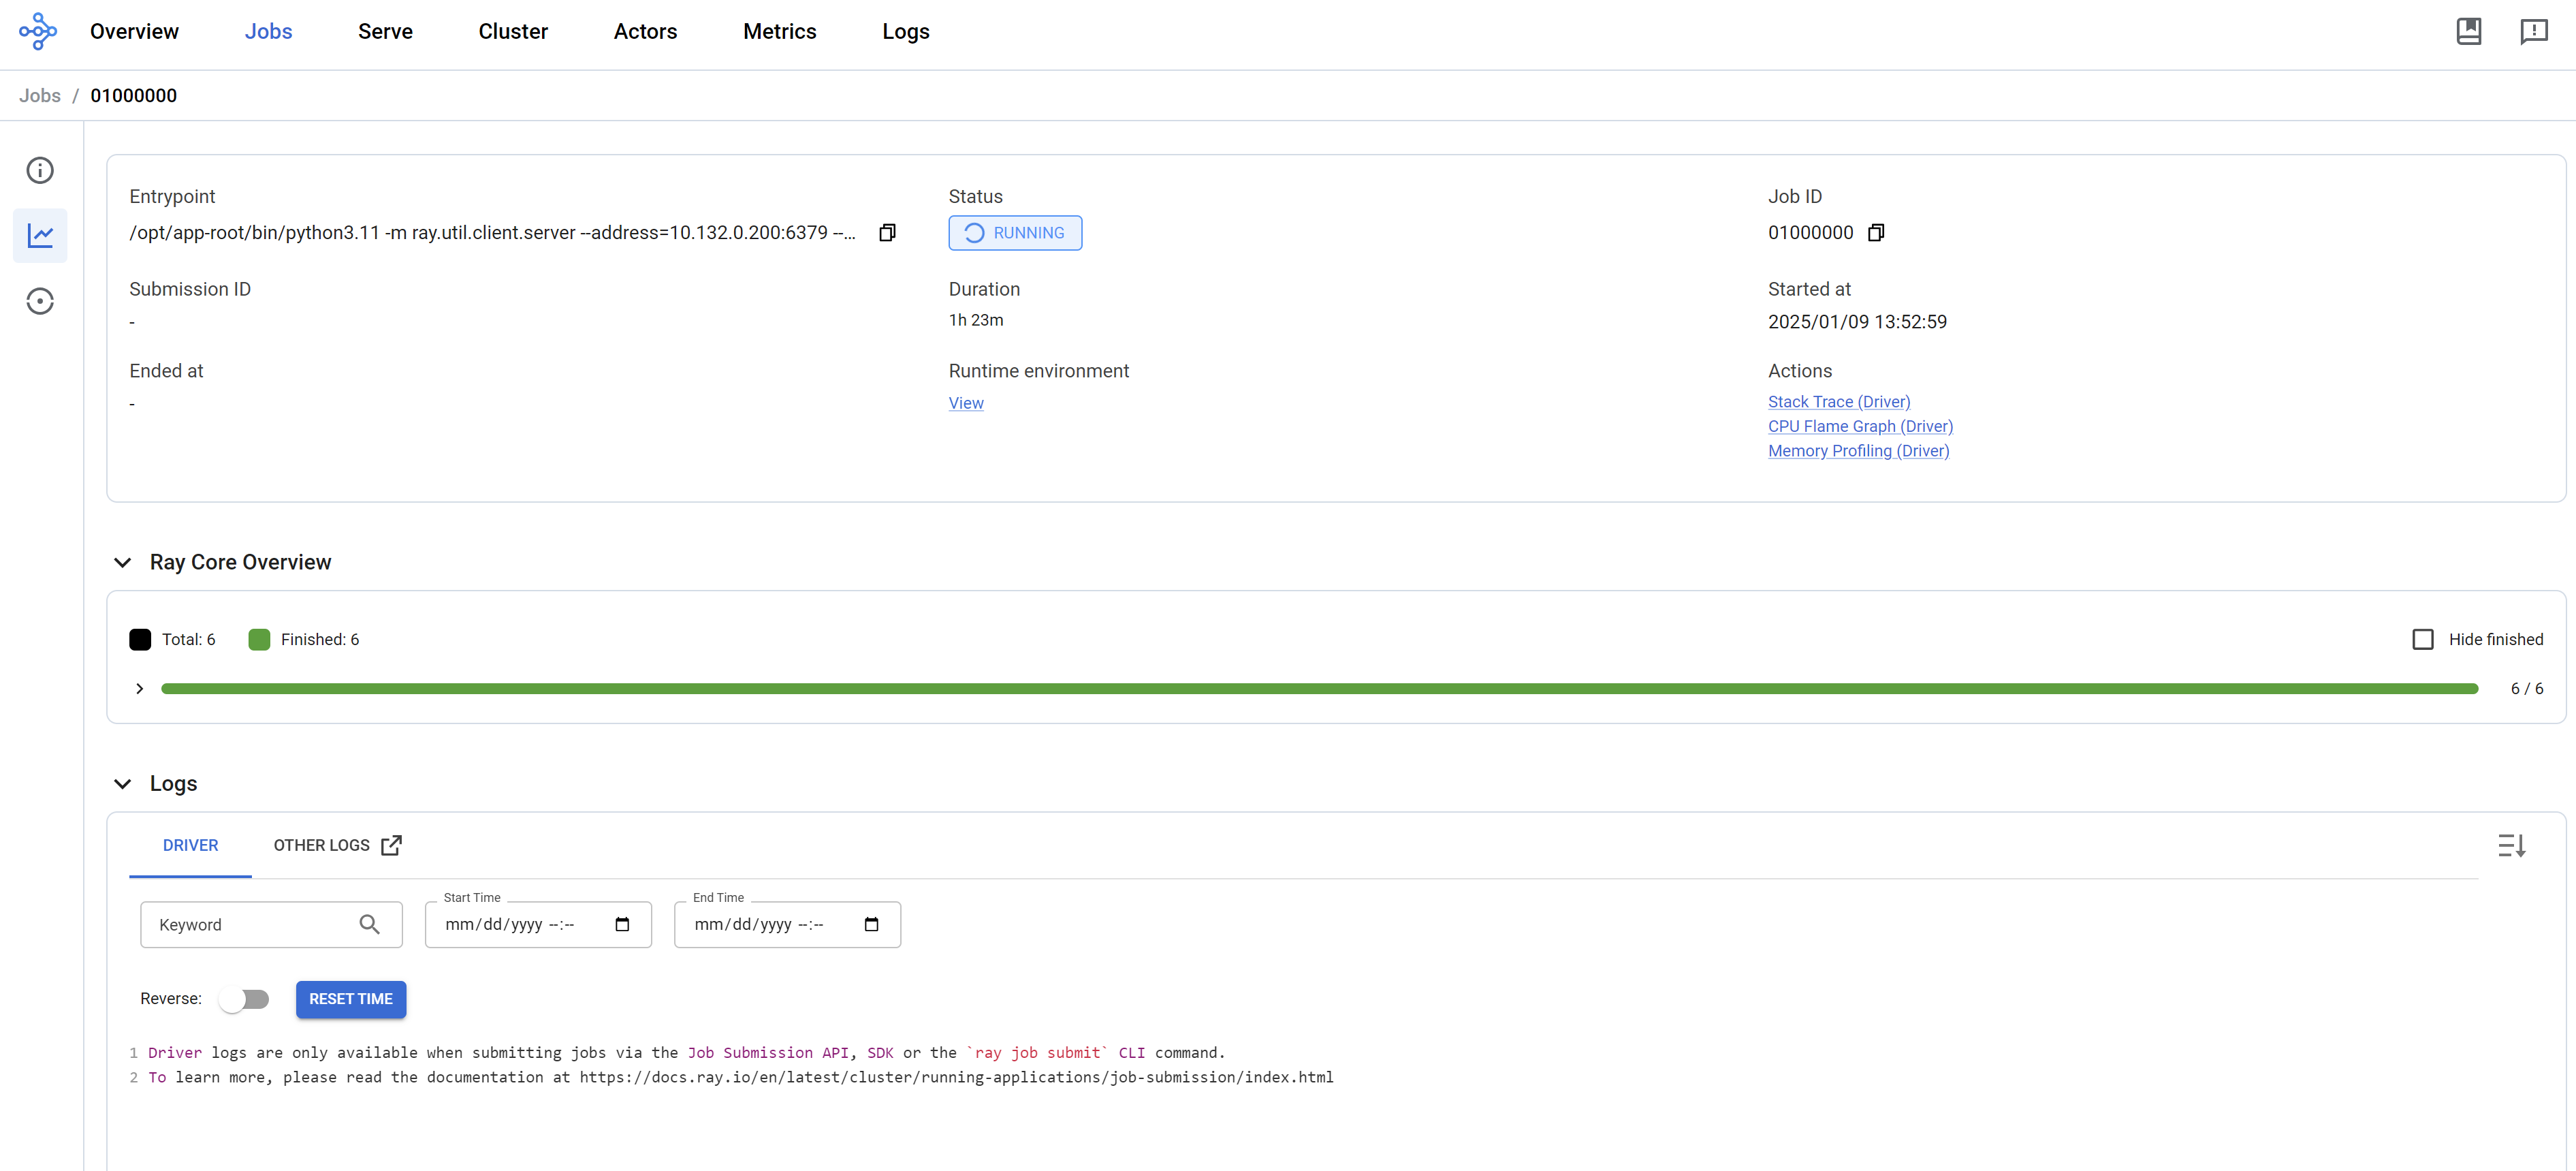 Overview Jobs Serve Cluster Actors Metrics Logs
Jobs / 01000000
Entrypoint Status Job ID
/opt/app-root/bin/python3.11 -m ray.util.client.server --address=10.132.0.200:6379 --... RUNNING 01000000
Submission ID Duration Started at
- 1h 23m 2025/01/09 13:52:59
Ended at Runtime environment Actions
- View Stack Trace (Driver)
CPU Flame Graph (Driver)
Memory Profiling (Driver)
Ray Core Overview
Total: 6 Finished: 6 Hide finished
6 / 6
Logs
DRIVER OTHER LOGS
Start Time End Time
Keyword mm/dd/yyyy --:-- mm/dd/yyyy --:--
Reverse: RESET TIME
1 Driver logs are only available when submitting jobs via the Job Submission API, SDK or the `ray job submit` CLI command.
2 To learn more, please read the documentation at https://docs.ray.io/en/latest/cluster/running-applications/job-submission/index.html